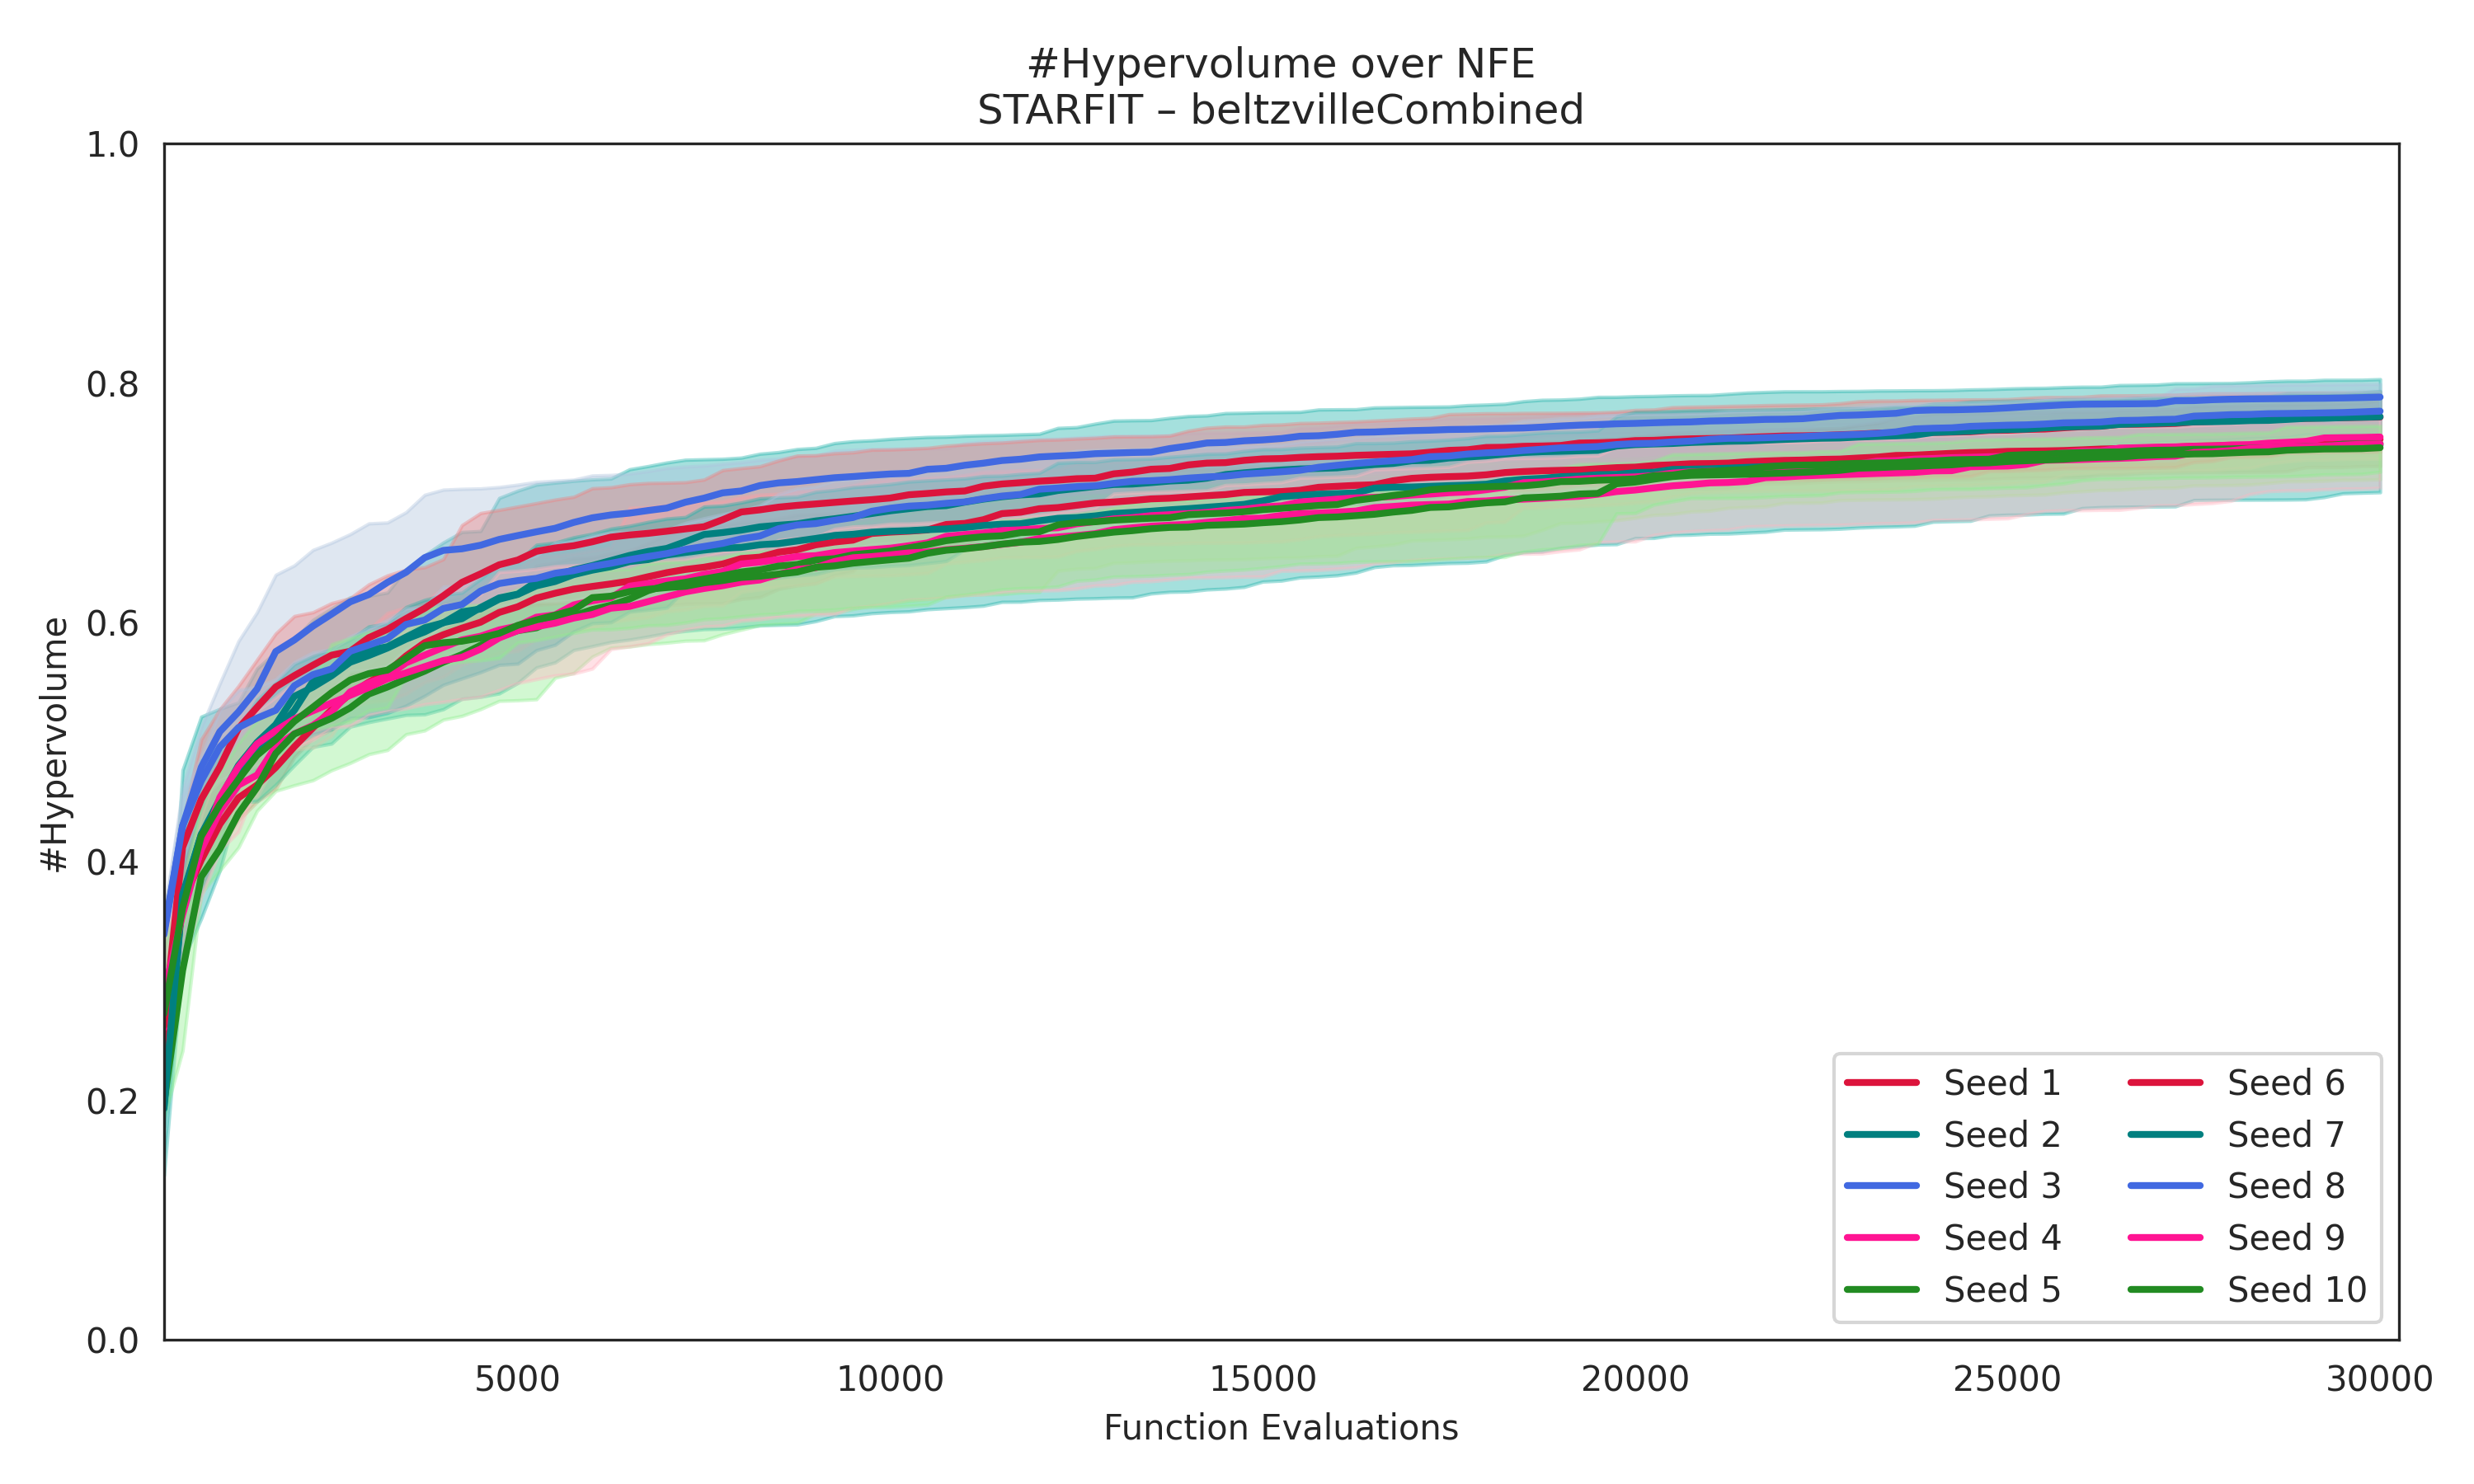 #Hypervolume over NFE
STARFIT – beltzvilleCombined
#Hypervolume
1.0
0.8
0.6
0.4
0.2
0.0
5000 10000 15000 20000 25000 30000
Function Evaluations
Seed 1 Seed 6
Seed 2 Seed 7
Seed 3 Seed 8
Seed 4 Seed 9
Seed 5 Seed 10